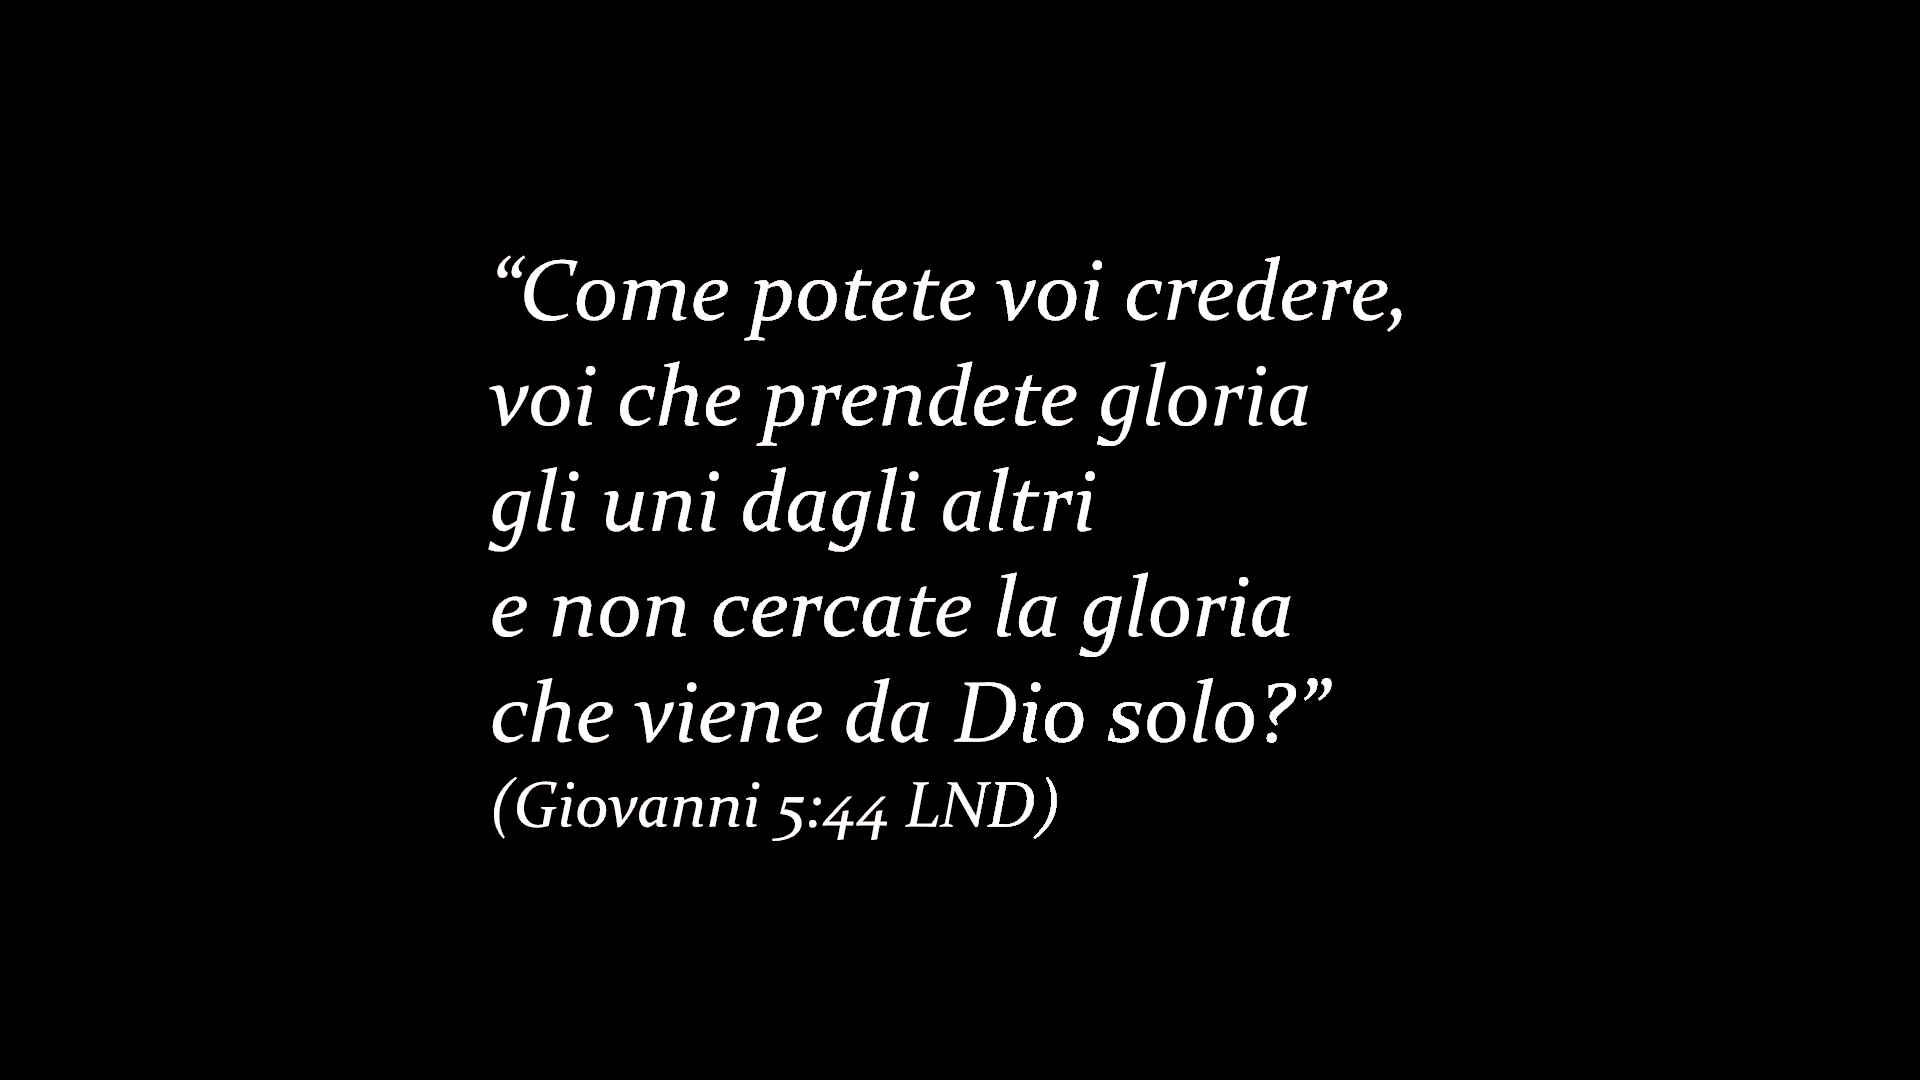 “Come potete voi credere,
voi che prendete gloria
gli uni dagli altri
e non cercate la gloria
che viene da Dio solo?”
(Giovanni 5:44 LND)